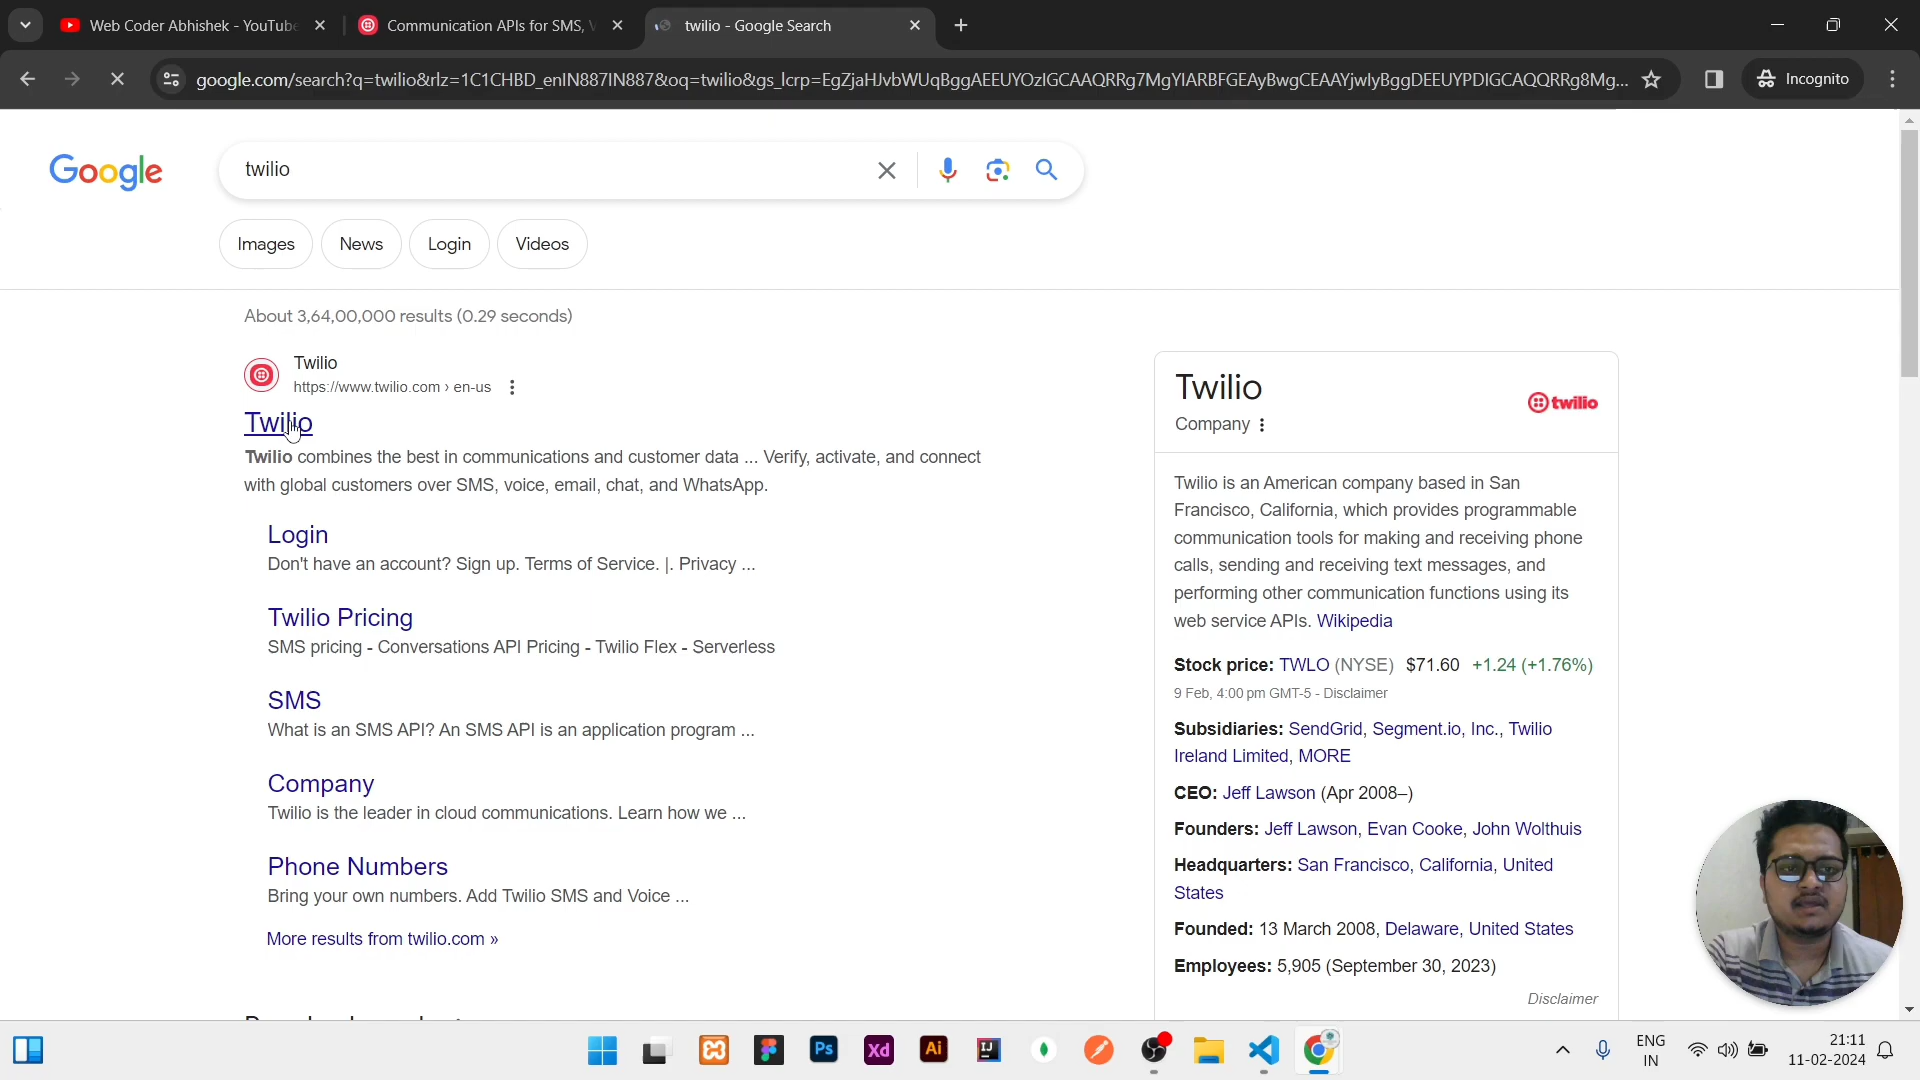 Web Coder Abhishek - YouTube
Communication APIs for SMS, V
twilio - Google Search
google.com/search?q=twilio&rlz=1C1CHBD_enIN887IN887&oq=twilio&gs_lcrp=EgZjaHJvbWUqBggAEEUYOzIGCAAQRRg7MgYIARBFGEAyBwgCEAAYjwIyBggDEEUYPDIGCAQQRRg8Mg...
Incognito
Google
twilio
Images
News
Login
Videos
About 3,64,00,000 results (0.29 seconds)
Twilio
https://www.twilio.com › en-us
Twilio
Twilio combines the best in communications and customer data ... Verify, activate, and connect
with global customers over SMS, voice, email, chat, and WhatsApp.
Login
Don't have an account? Sign up. Terms of Service. |. Privacy ...
Twilio Pricing
SMS pricing - Conversations API Pricing - Twilio Flex - Serverless
SMS
What is an SMS API? An SMS API is an application program ...
Company
Twilio is the leader in cloud communications. Learn how we ...
Phone Numbers
Bring your own numbers. Add Twilio SMS and Voice ...
More results from twilio.com »
Twilio
Company
twilio
Twilio is an American company based in San
Francisco, California, which provides programmable
communication tools for making and receiving phone
calls, sending and receiving text messages, and
performing other communication functions using its
web service APIs. Wikipedia
Stock price: TWLO (NYSE) $71.60 +1.24 (+1.76%)
9 Feb, 4:00 pm GMT-5 - Disclaimer
Subsidiaries: SendGrid, Segment.io, Inc., Twilio
Ireland Limited, MORE
CEO: Jeff Lawson (Apr 2008–)
Founders: Jeff Lawson, Evan Cooke, John Wolthuis
Headquarters: San Francisco, California, United
States
Founded: 13 March 2008, Delaware, United States
Employees: 5,905 (September 30, 2023)
Disclaimer
Ps
Xd
Ai
IJ
ENG
IN
21:11
11-02-2024